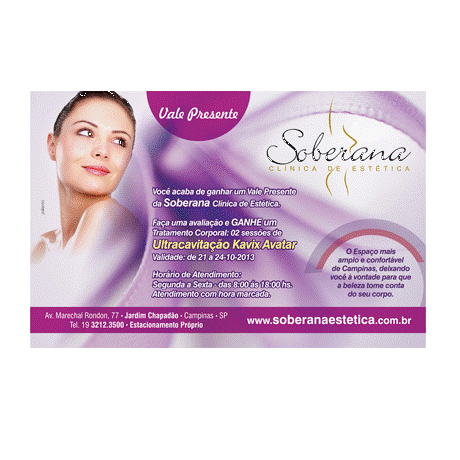 Vale Presente
Soberana
CLÍNICA DE ESTÉTICA
Você acaba de ganhar um Vale Presente
da Soberana Clínica de Estética.
Faça uma avaliação e GANHE um
Tratamento Corporal: 02 sessões de
Ultracavitação Kavix Avatar
Validade: de 21 a 24-10-2013
Horário de Atendimento:
Segunda a Sexta - das 8:00 às 18:00 hs.
Atendimento com hora marcada.
O Espaço mais
amplo e confortável
de Campinas, deixando
você à vontade para que
a beleza tome conta
do seu corpo.
Av. Marechal Rondon, 77 • Jardim Chapadão • Campinas • SP
Tel. 19 3212.3500 • Estacionamento Próprio
www.soberanaestetica.com.br